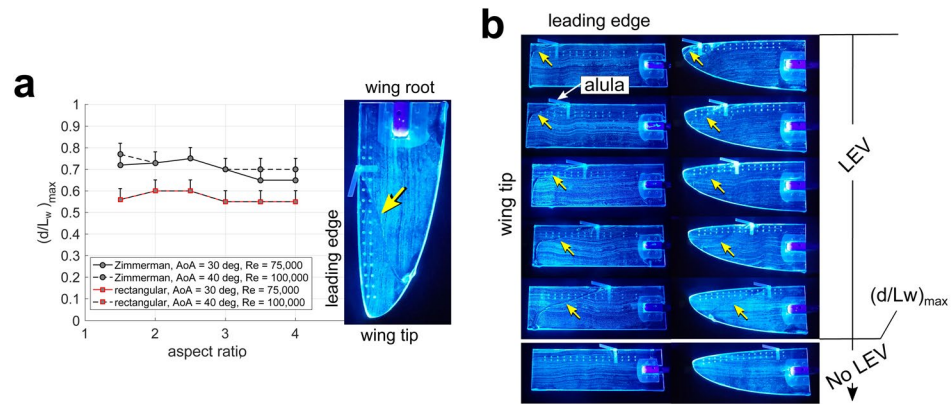 a
wing root
1
0.9
0.8
0.7
0.6
0.5
0.4
0.3
0.2
0.1
0
(d/Lw)max
Zimmerman, AoA = 30 deg, Re = 75,000
Zimmerman, AoA = 40 deg, Re = 100,000
rectangular, AoA = 30 deg, Re = 75,000
rectangular, AoA = 40 deg, Re = 100,000
1 2 3 4
aspect ratio
leading edge
wing tip
b
leading edge
alula
wing tip
LEV
(d/Lw)max
No LEV